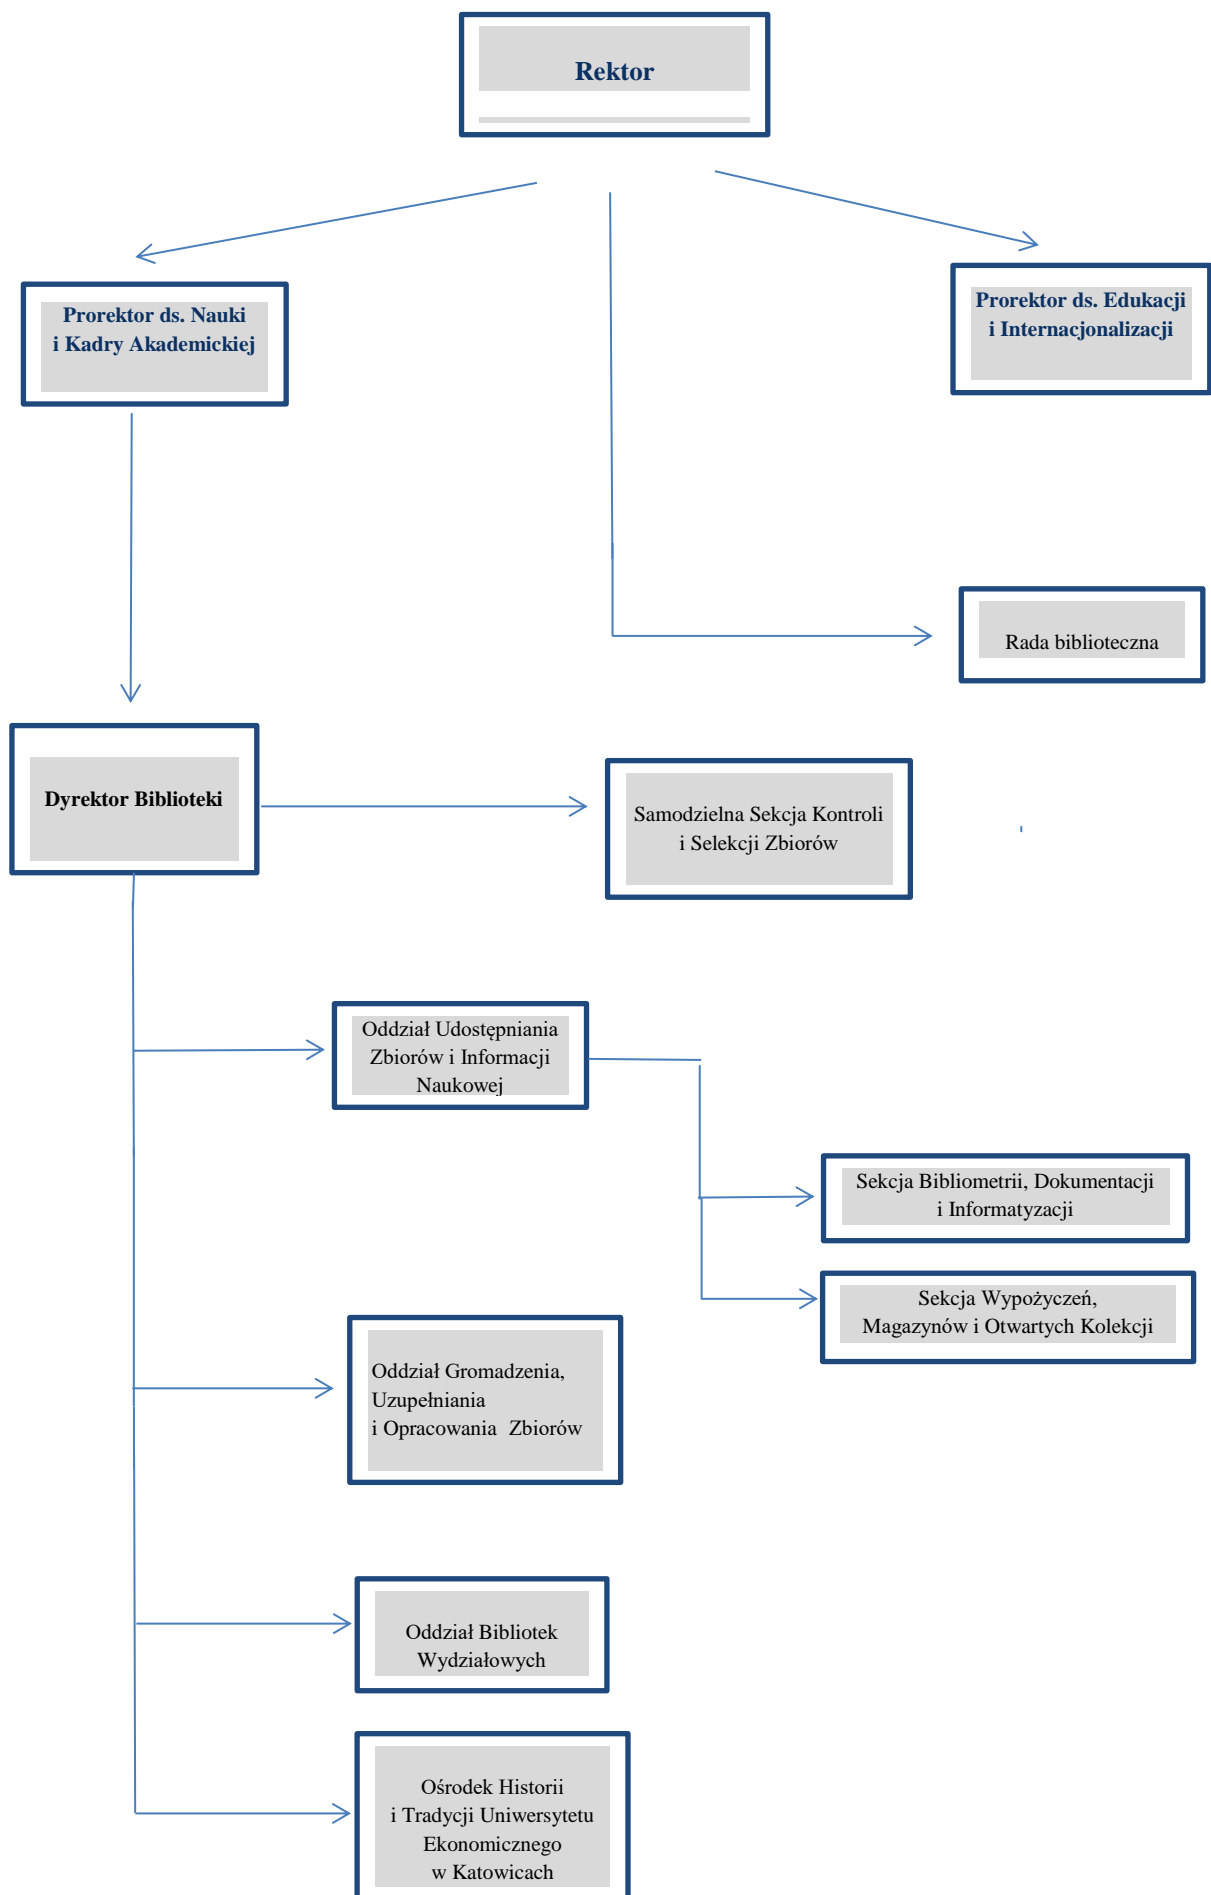 Rektor
Prorektor ds. Nauki
i Kadry Akademickiej
Prorektor ds. Edukacji
i Internacjonalizacji
Rada biblioteczna
Dyrektor Biblioteki
Samodzielna Sekcja Kontroli
i Selekcji Zbiorów
Oddział Udostępniania
Zbiorów i Informacji
Naukowej
Sekcja Bibliometrii, Dokumentacji
i Informatyzacji
Sekcja Wypożyczeń,
Magazynów i Otwartych Kolekcji
Oddział Gromadzenia,
Uzupełniania
i Opracowania  Zbiorów
Oddział Bibliotek
Wydziałowych
Ośrodek Historii
i Tradycji Uniwersytetu
Ekonomicznego
w Katowicach